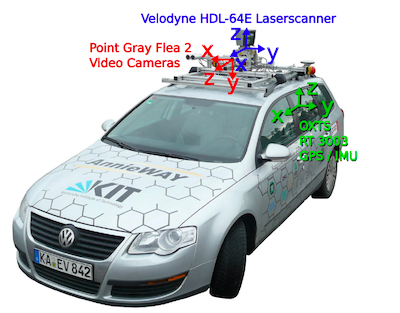 Velodyne HDL-64E Laserscanner
Point Gray Flea 2
Video Cameras
x
z
y
z
x
y
z
x
y
OXTS
RT 3003
GPS / IMU
AnnieWAY
KIT
KA EV 842